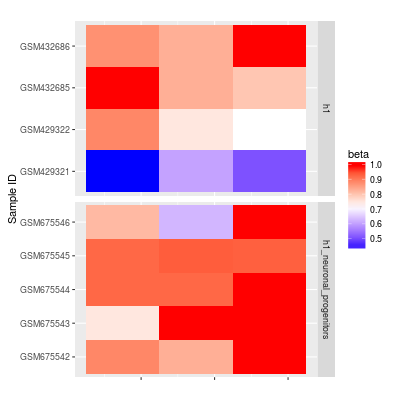 GSM432686
GSM432685
GSM429322
GSM429321
h1
GSM675546
GSM675545
GSM675544
GSM675543
GSM675542
h1_neuronal_progenitors
Sample ID
beta
1.0
0.9
0.8
0.7
0.6
0.5